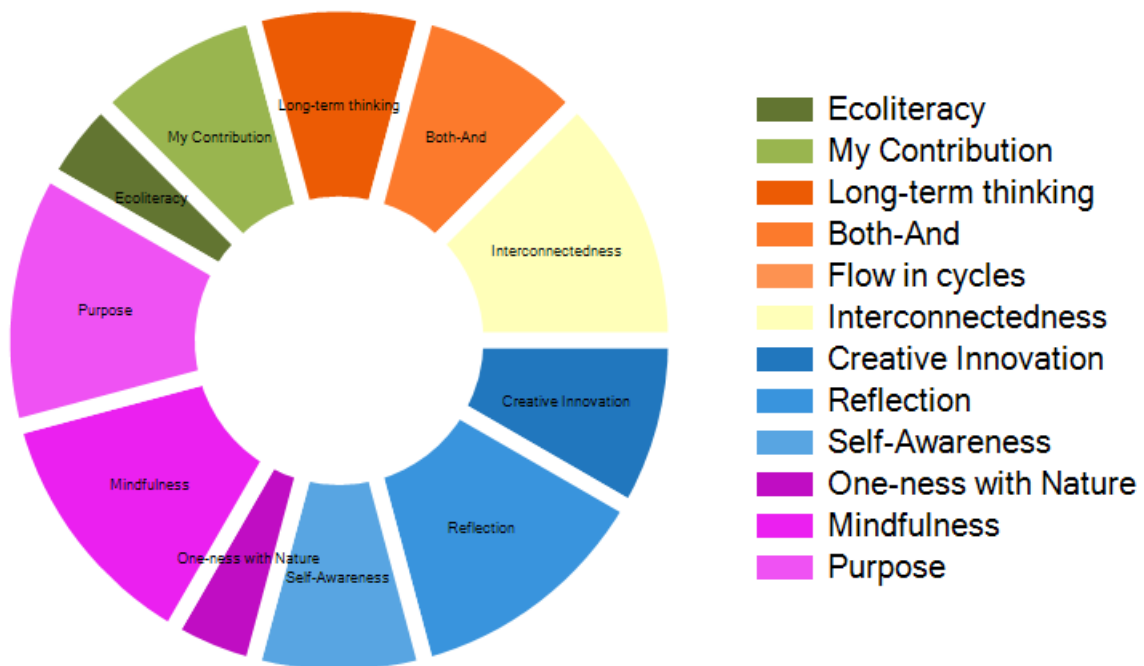 Long-term thinking
My Contribution
Both-And
Ecoliteracy
Interconnectedness
Purpose
Creative Innovation
Mindfulness
Reflection
One-ness with Nature
Self-Awareness
Ecoliteracy
My Contribution
Long-term thinking
Both-And
Flow in cycles
Interconnectedness
Creative Innovation
Reflection
Self-Awareness
One-ness with Nature
Mindfulness
Purpose